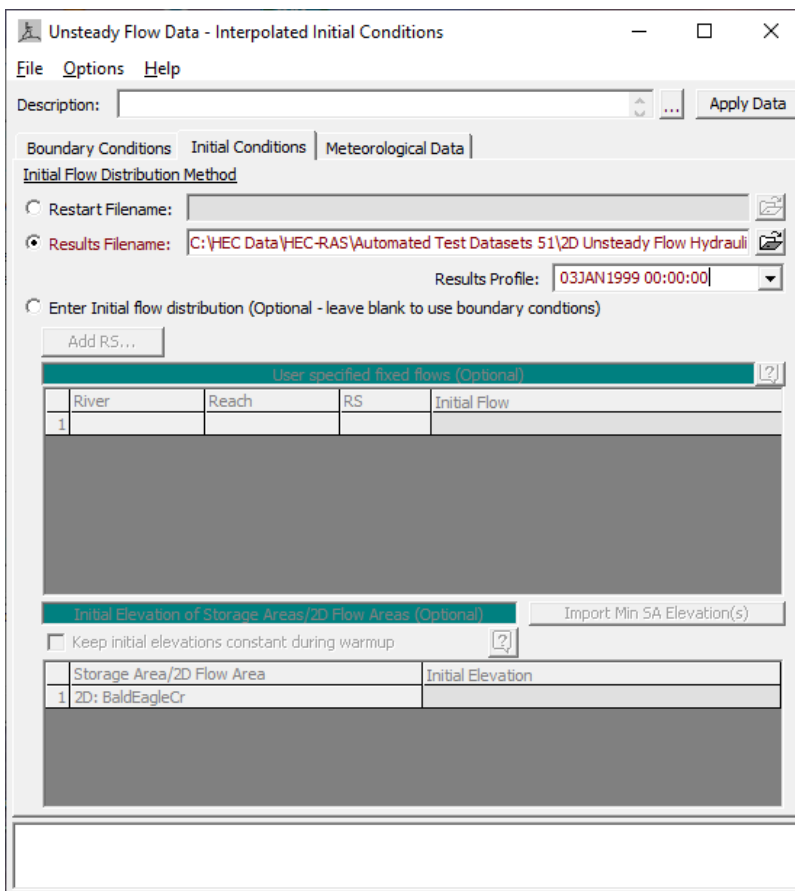 Unsteady Flow Data - Interpolated Initial Conditions
File Options Help
Description: ... Apply Data
Boundary Conditions Initial Conditions Meteorological Data
Initial Flow Distribution Method
Restart Filename:
Results Filename: C:\HEC Data\HEC-RAS\Automated Test Datasets 51\2D Unsteady Flow Hydrauli
Results Profile: 03JAN1999 00:00:00
Enter Initial flow distribution (Optional - leave blank to use boundary condtions)
Add RS...
User specified fixed flows (Optional) ?
River Reach RS Initial Flow
1
Initial Elevation of Storage Areas/2D Flow Areas (Optional) Import Min SA Elevation(s)
Keep initial elevations constant during warmup ?
Storage Area/2D Flow Area Initial Elevation
1 2D: BaldEagleCr